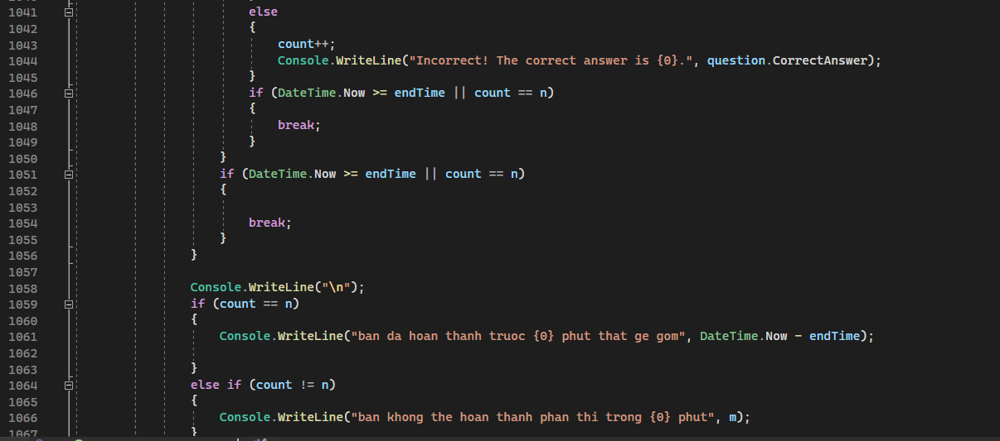 1041 else
1042 {
1043 count++;
1044 Console.WriteLine("Incorrect! The correct answer is {0}.", question.CorrectAnswer);
1045 }
1046 if (DateTime.Now >= endTime || count == n)
1047 {
1048 break;
1049 }
1050 }
1051 if (DateTime.Now >= endTime || count == n)
1052 {
1053
1054 break;
1055 }
1056 }
1057
1058 Console.WriteLine("\n");
1059 if (count == n)
1060 {
1061 Console.WriteLine("ban da hoan thanh truoc {0} phut that ge gom", DateTime.Now - endTime);
1062
1063 }
1064 else if (count != n)
1065 {
1066 Console.WriteLine("ban khong the hoan thanh phan thi trong {0} phut", m);
1067 }